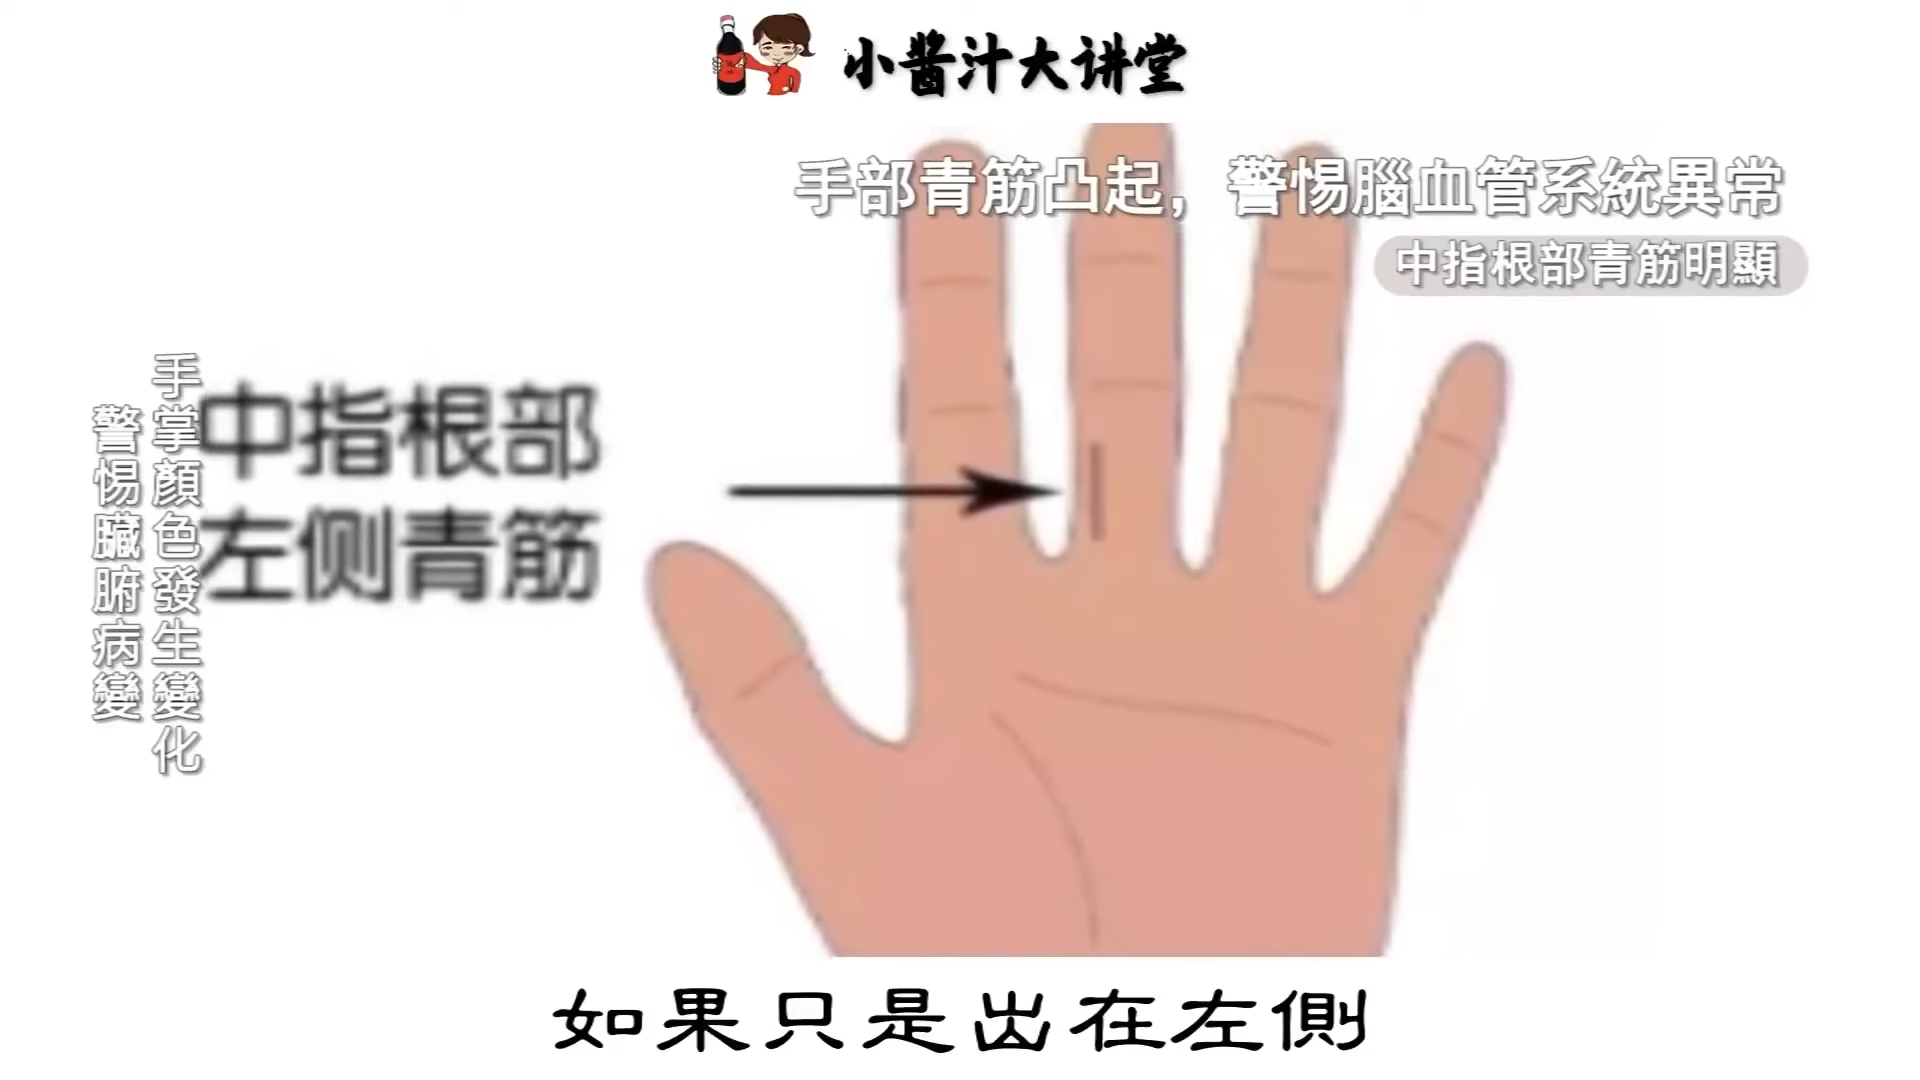 小酱汁大讲堂
手部青筋凸起，警惕腦血管系統異常
中指根部青筋明顯
手掌顏色發生變化
警惕臟腑病變
中指根部
左侧青筋
如果只是出在左側